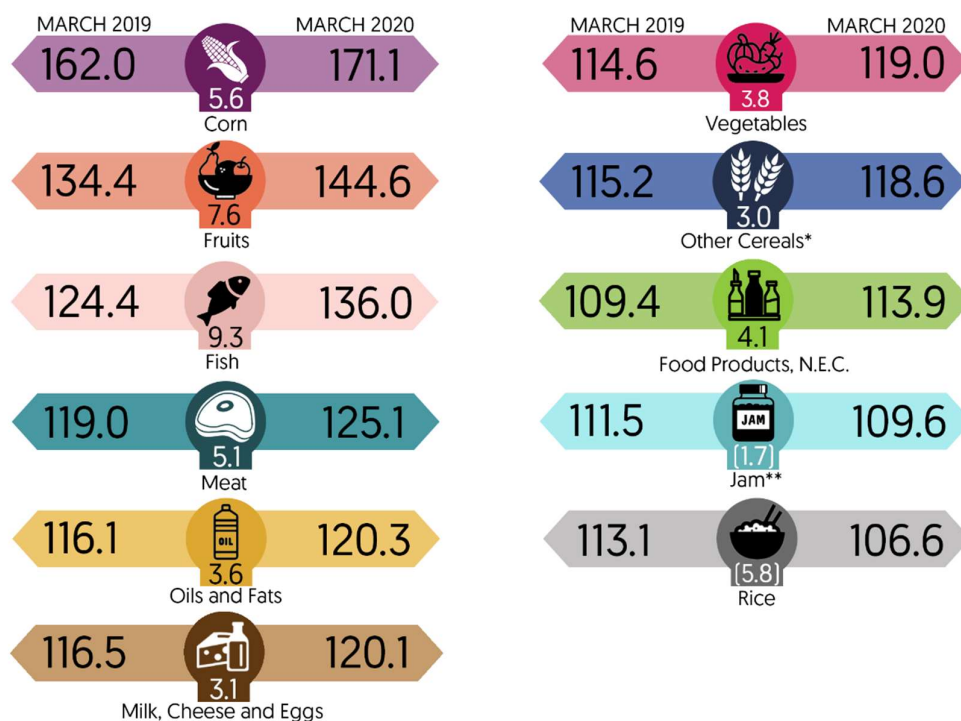 MARCH 2019 MARCH 2020
162.0 171.1
5.6
Corn
134.4 144.6
7.6
Fruits
124.4 136.0
9.3
Fish
119.0 125.1
5.1
Meat
116.1 OIL 120.3
3.6
Oils and Fats
116.5 120.1
3.1
Milk, Cheese and Eggs
MARCH 2019 MARCH 2020
114.6 119.0
3.8
Vegetables
115.2 118.6
3.0
Other Cereals*
109.4 113.9
4.1
Food Products, N.E.C.
111.5 JAM 109.6
(1.7)
Jam**
113.1 106.6
(5.8)
Rice